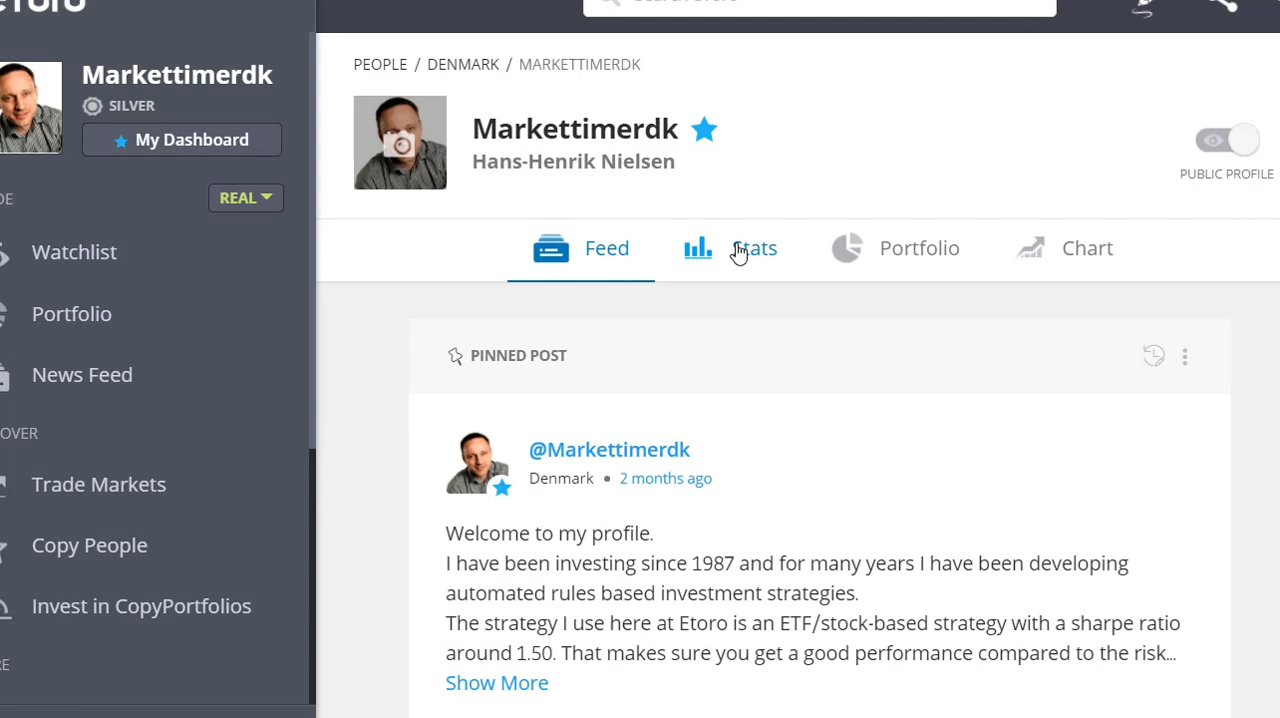 Markettimerdk
SILVER
My Dashboard
REAL
Watchlist
Portfolio
News Feed
Trade Markets
Copy People
Invest in CopyPortfolios
PEOPLE / DENMARK / MARKETTIMERDK
Markettimerdk
Hans-Henrik Nielsen
PUBLIC PROFILE
Feed
Stats
Portfolio
Chart
PINNED POST
@Markettimerdk
Denmark • 2 months ago
Welcome to my profile.
I have been investing since 1987 and for many years I have been developing
automated rules based investment strategies.
The strategy I use here at Etoro is an ETF/stock-based strategy with a sharpe ratio
around 1.50. That makes sure you get a good performance compared to the risk...
Show More